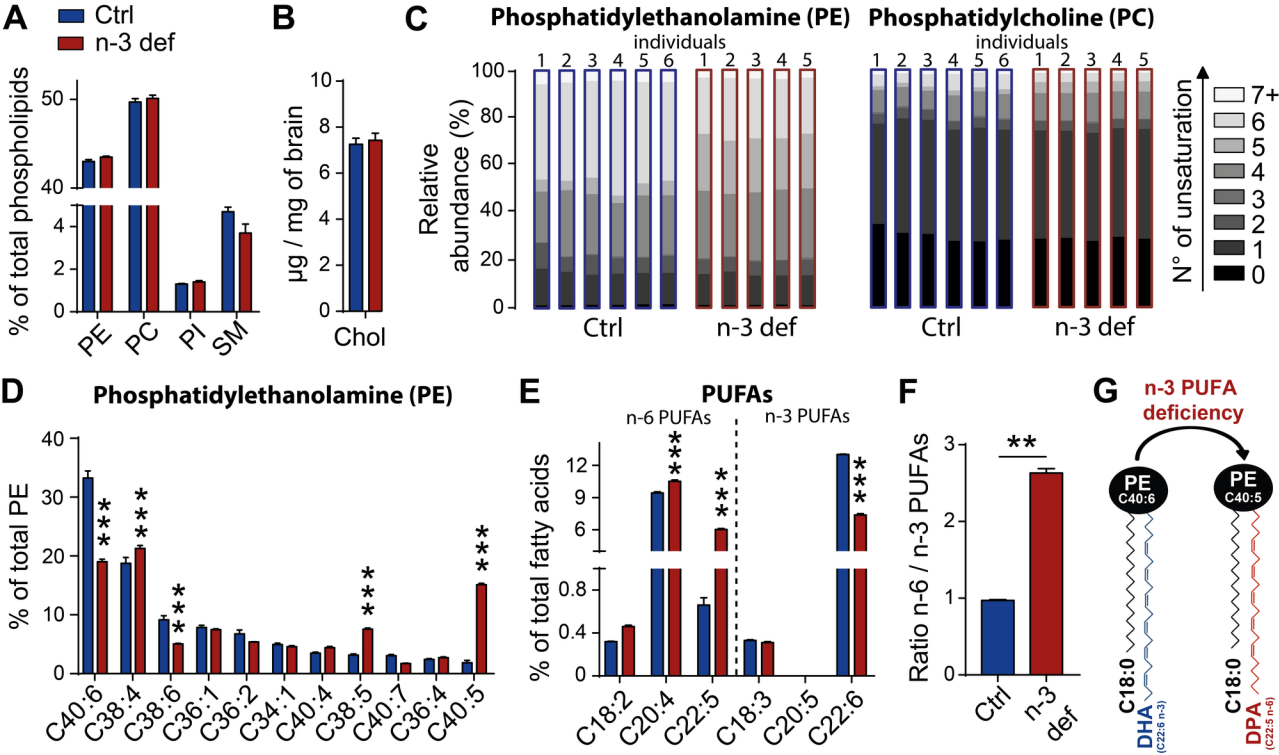 A
Ctrl
n-3 def
% of total phospholipids
50
40
4
2
0
PE
PC
PI
SM
B
µg / mg of brain
10
8
6
4
2
0
Chol
C
Phosphatidylethanolamine (PE)
individuals
1 2 3 4 5 6
1 2 3 4 5
Relative
abundance (%)
100
80
60
40
20
0
Ctrl
n-3 def
Phosphatidylcholine (PC)
individuals
1 2 3 4 5 6
1 2 3 4 5
Ctrl
n-3 def
N° of unsaturation
7+
6
5
4
3
2
1
0
D
Phosphatidylethanolamine (PE)
% of total PE
40
30
20
10
0
***
***
***
***
***
C40:6
C38:4
C38:6
C36:1
C36:2
C34:1
C40:4
C38:5
C40:7
C36:4
C40:5
E
PUFAs
n-6 PUFAs
n-3 PUFAs
% of total fatty acids
12
9
6
0.8
0.4
0
***
***
***
C18:2
C20:4
C22:5
C18:3
C20:5
C22:6
F
Ratio n-6 / n-3 PUFAs
3
2
1
0
**
Ctrl
n-3
def
G
n-3 PUFA
deficiency
PE
C40:6
PE
C40:5
C18:0
DHA
(C22:6 n-3)
C18:0
DPA
(C22:5 n-6)